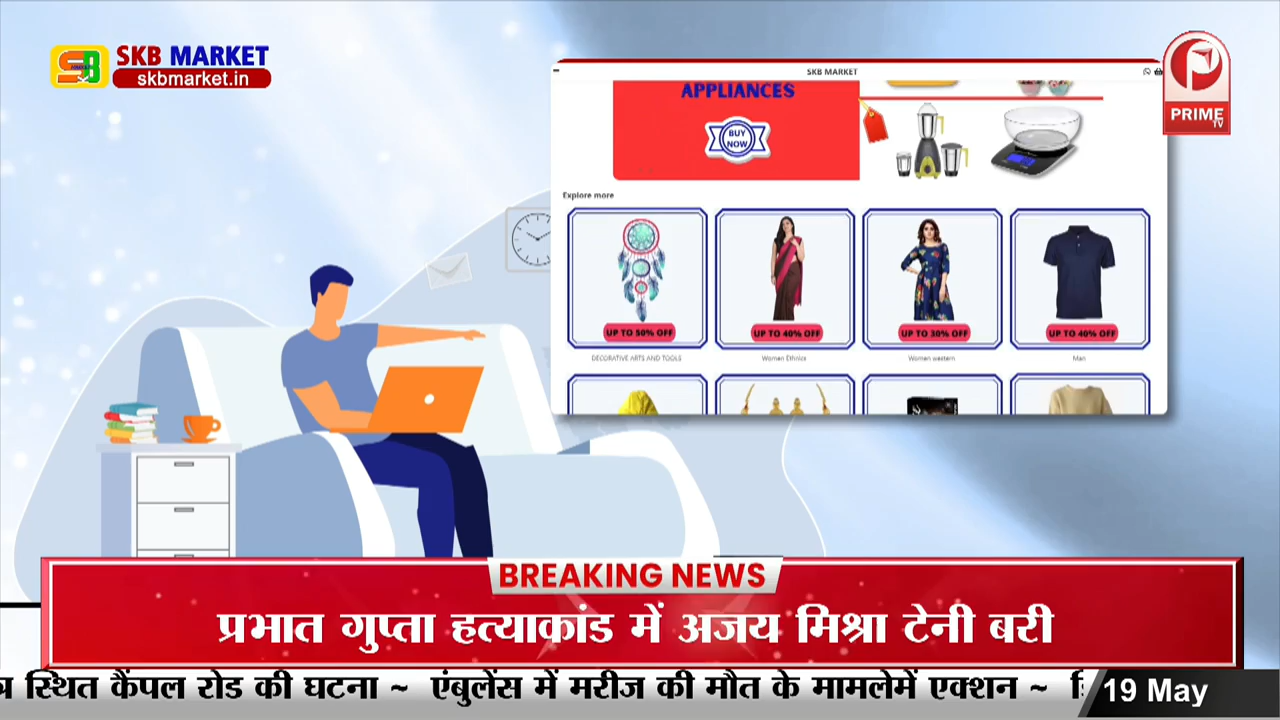 SKB MARKET
skbmarket.in
SKB MARKET
PRIME
TV
APPLIANCES
BUY
NOW
Explore more
UP TO 50% OFF
UP TO 40% OFF
UP TO 30% OFF
UP TO 40% OFF
DECORATIVE ARTS AND TOOLS
Women Ethnics
Women western
Man
BREAKING NEWS
प्रभात गुप्ता हत्याकांड में अजय मिश्रा टेनी बरी
स्थित कैंपल रोड की घटना ~ एंबुलेंस में मरीज की मौत के मामलेमें एक्शन ~
19 May